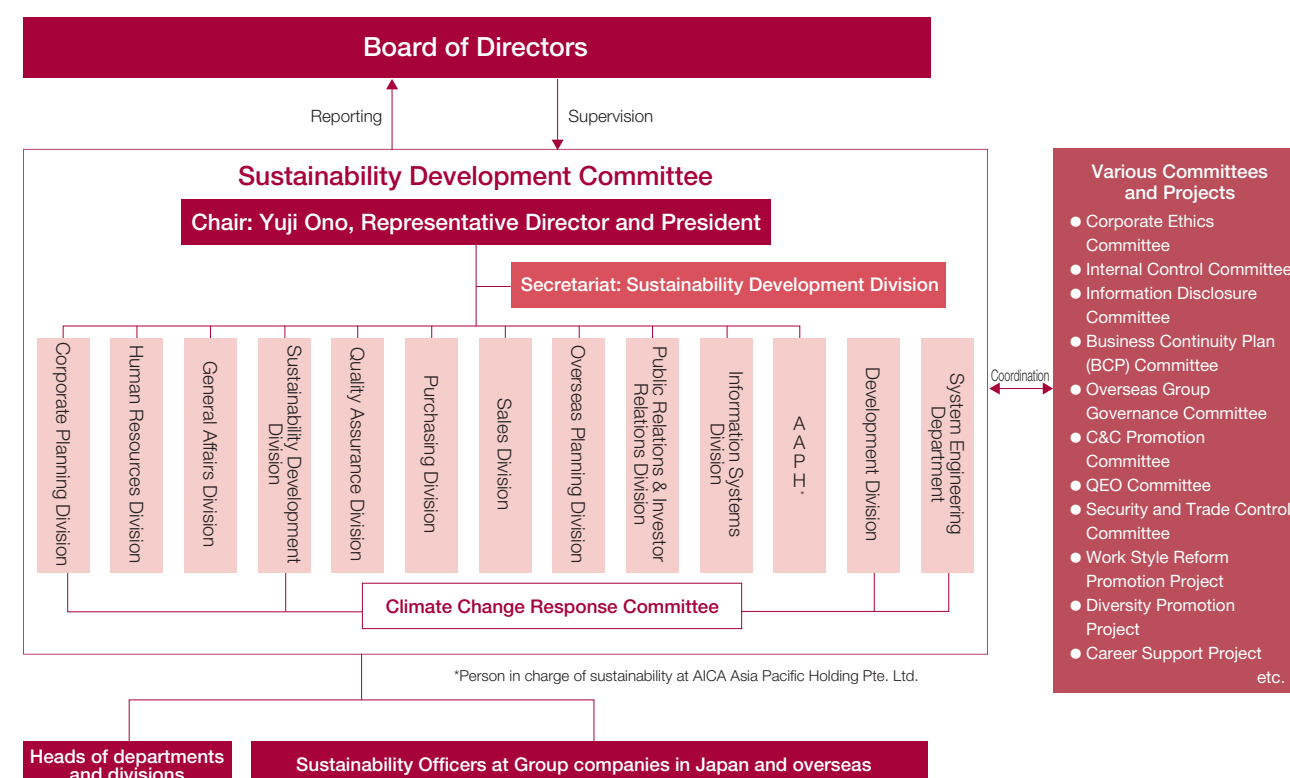 Board of Directors
Reporting
Supervision
Sustainability Development Committee
Chair: Yuji Ono, Representative Director and President
Secretariat: Sustainability Development Division
Corporate Planning Division
Human Resources Division
General Affairs Division
Sustainability Development
Division
Quality Assurance Division
Purchasing Division
Sales Division
Overseas Planning Division
Public Relations & Investor
Relations Division
Information Systems
Division
AAPH*
Development Division
System Engineering
Department
Climate Change Response Committee
*Person in charge of sustainability at AICA Asia Pacific Holding Pte. Ltd.
Coordination
Various Committees
and Projects
● Corporate Ethics
Committee
● Internal Control Committee
● Information Disclosure
Committee
● Business Continuity Plan
(BCP) Committee
● Overseas Group
Governance Committee
● C&C Promotion
Committee
● QEO Committee
● Security and Trade Control
Committee
● Work Style Reform
Promotion Project
● Diversity Promotion
Project
● Career Support Project
etc.
Heads of departments
and divisions
Sustainability Officers at Group companies in Japan and overseas